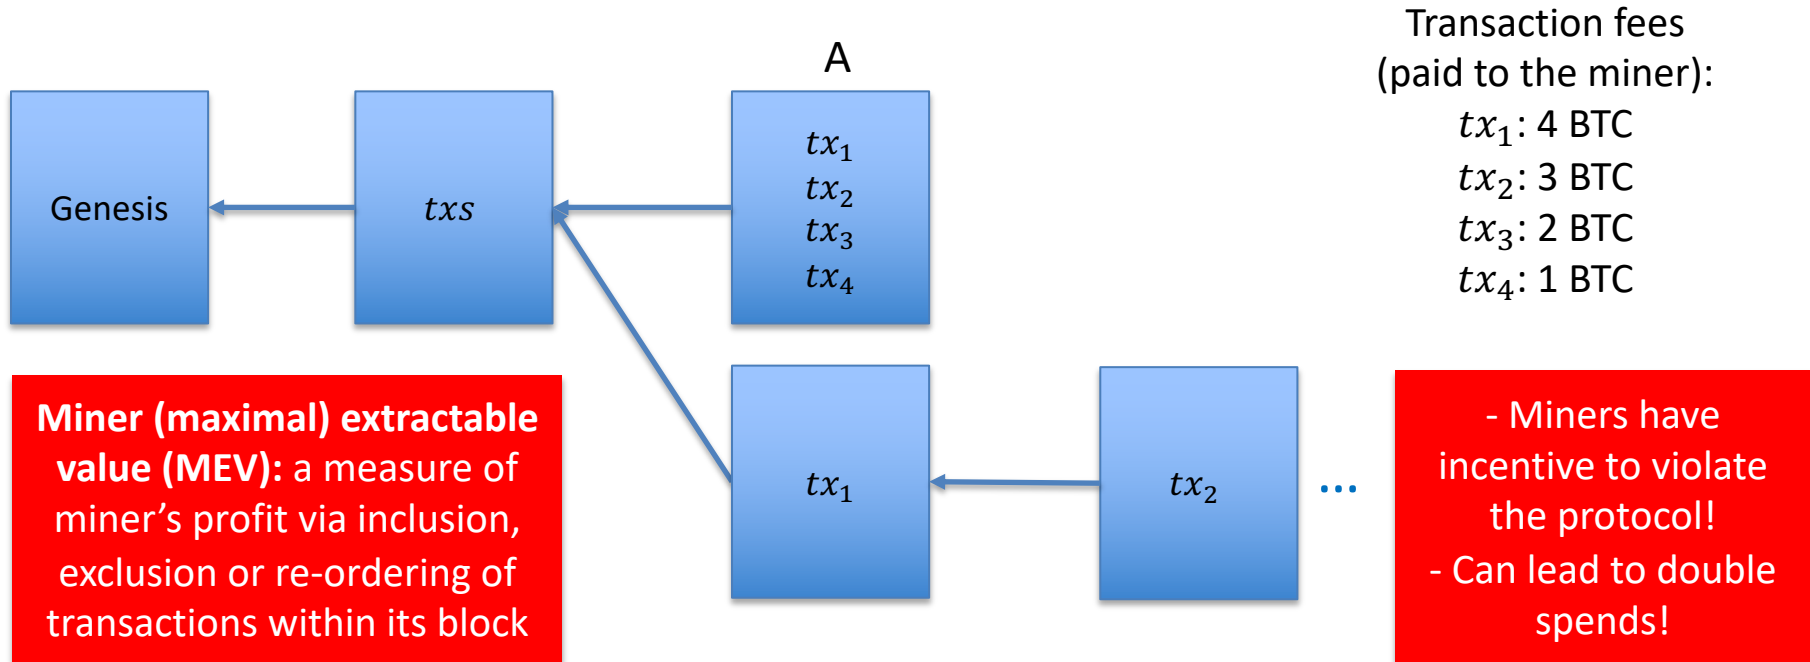 A
Genesis
txs
tx₁
tx₂
tx₃
tx₄
Transaction fees
(paid to the miner):
tx₁: 4 BTC
tx₂: 3 BTC
tx₃: 2 BTC
tx₄: 1 BTC
Miner (maximal) extractable
value (MEV): a measure of
miner’s profit via inclusion,
exclusion or re-ordering of
transactions within its block
tx₁
tx₂
...
- Miners have
incentive to violate
the protocol!
- Can lead to double
spends!